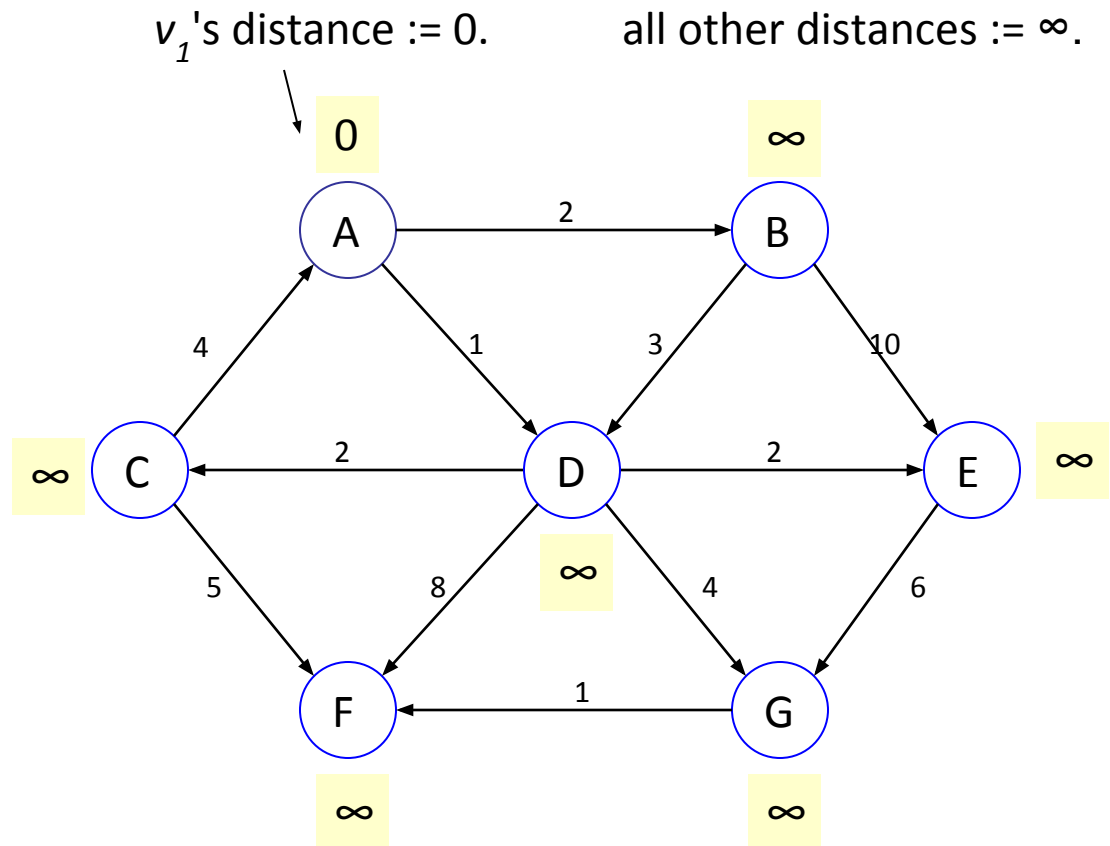 v1's distance := 0. all other distances := ∞.
0 ∞
A 2 B
4 1 3 10
∞ C 2 D 2 E ∞
∞
5 8 4 6
F 1 G
∞ ∞